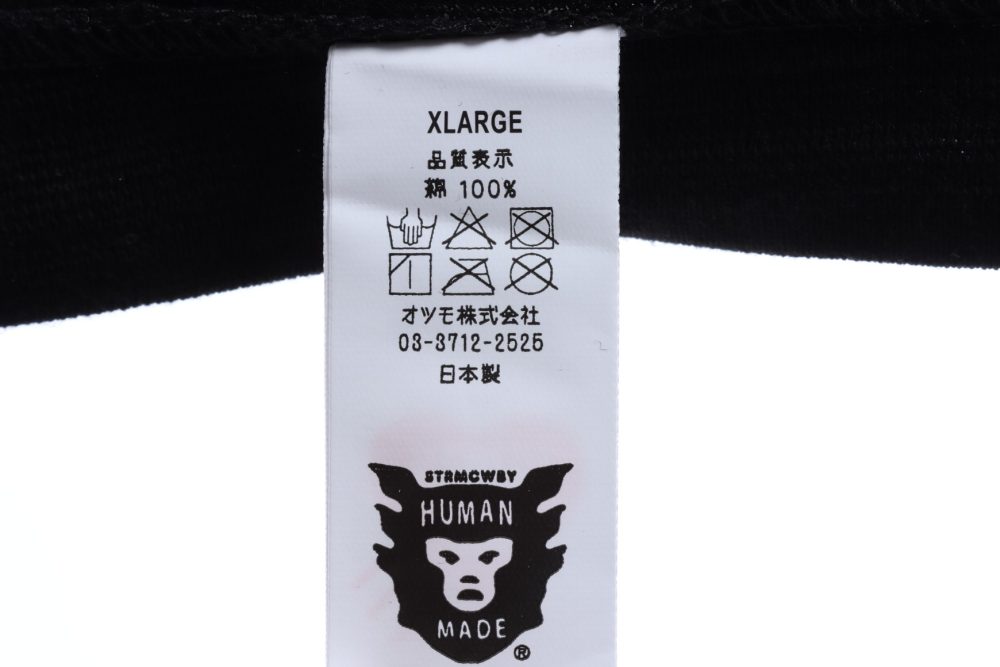 XLARGE
品質表示
綿 100%
オツモ株式会社
03-3712-2525
日本製
STRMCWBY
HUMAN
MADE
®